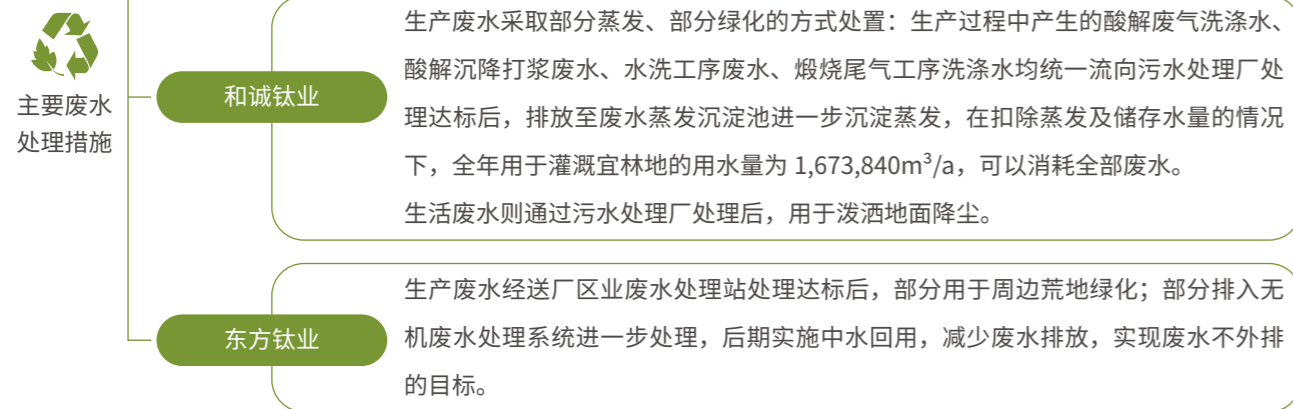 主要废水
处理措施
和诚钛业
生产废水采取部分蒸发、部分绿化的方式处置：生产过程中产生的酸解废气洗涤水、
酸解沉降打浆废水、水洗工序废水、煅烧尾气工序洗涤水均统一流向污水处理厂处
理达标后，排放至废水蒸发沉淀池进一步沉淀蒸发，在扣除蒸发及储存水量的情况
下，全年用于灌溉宜林地的用水量为 1,673,840m³/a，可以消耗全部废水。
生活废水则通过污水处理厂处理后，用于泼洒地面降尘。
东方钛业
生产废水经送厂区业废水处理站处理达标后，部分用于周边荒地绿化；部分排入无
机废水处理系统进一步处理，后期实施中水回用，减少废水排放，实现废水不外排
的目标。